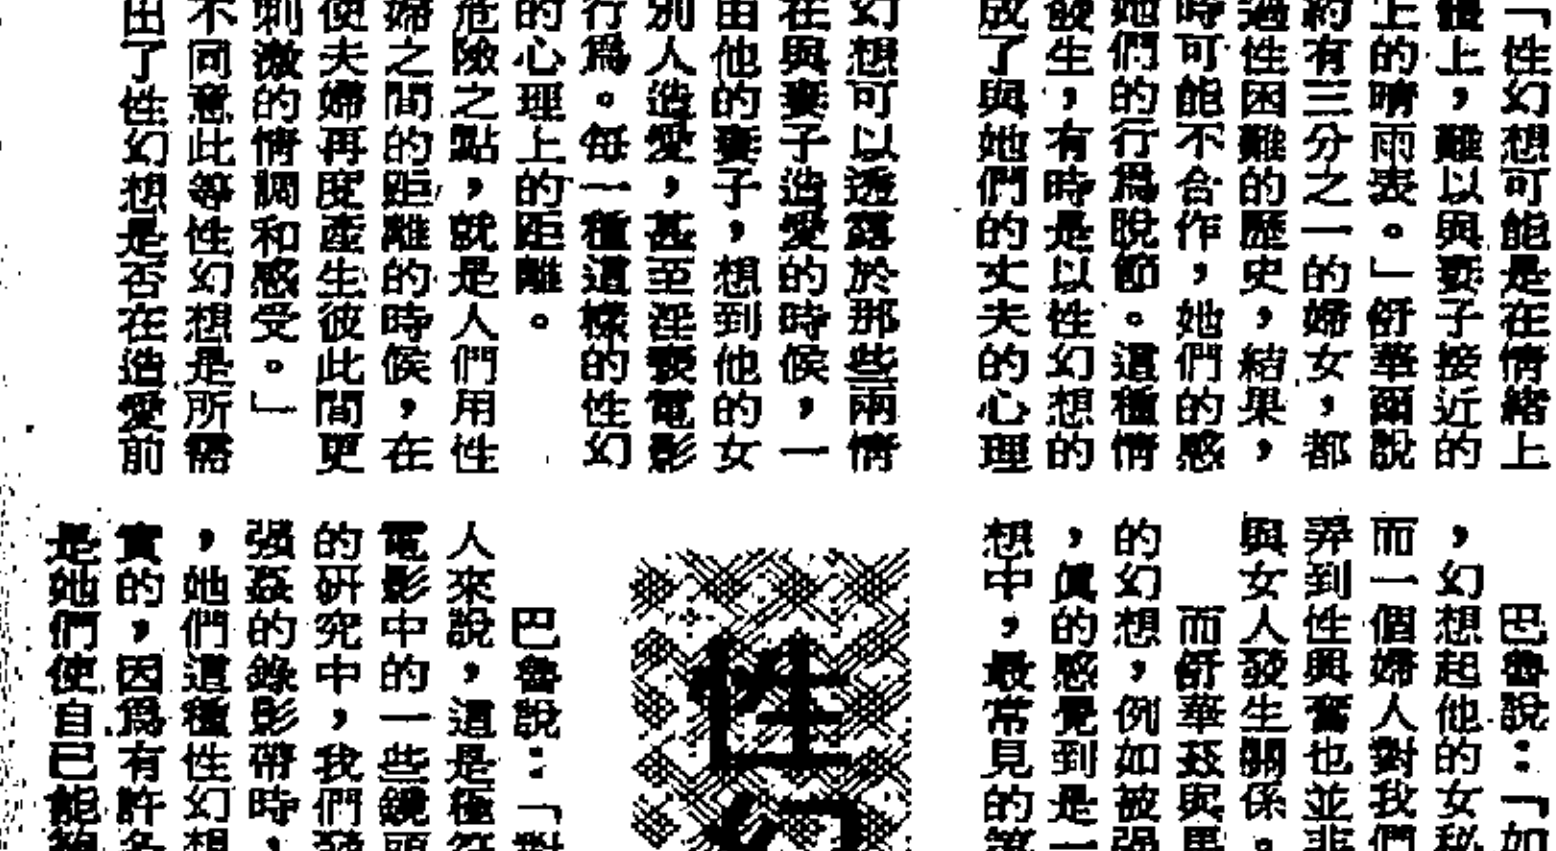 「性幻想可能是在情緒上
上,難以與妻子接近的
上的晴雨表。」舒華爾說
約有三分之一的婦女,都
過性困難的歷史,結果,
時可能不合作,她們的感
她們的行爲脫節。這種情
發生,有時是以性幻想的
成了與她們的丈夫的心理
幻想可以透露於那些兩情
在與妻子造愛的時候,一
由他的妻子,想到他的女
別人造愛,甚至淫褻電影
行爲。每一種這樣的性幻
的心理上的距離。
危險之點,就是人們用性
婦之間的距離的時候,在
使夫婦再度產生彼此間更
刺激的情調和感受。」
不同意此等性幻想是所需
出了性幻想是否在造愛前
巴魯說:「如
,幻想起他的女秘
而一個婦人對我們
弄到性興奮也並非
與女人發生關係。
而舒華茲與馬
的幻想,例如被强
,眞的感覺到是一
想中,最常見的
性幻
巴魯說:「對
人來說,這是極符
電影中的一些鏡頭
的研究中,我們發
强姦的錄影帶時,
,她們這種性幻想
實的,因爲有許多
是她們使自己能夠